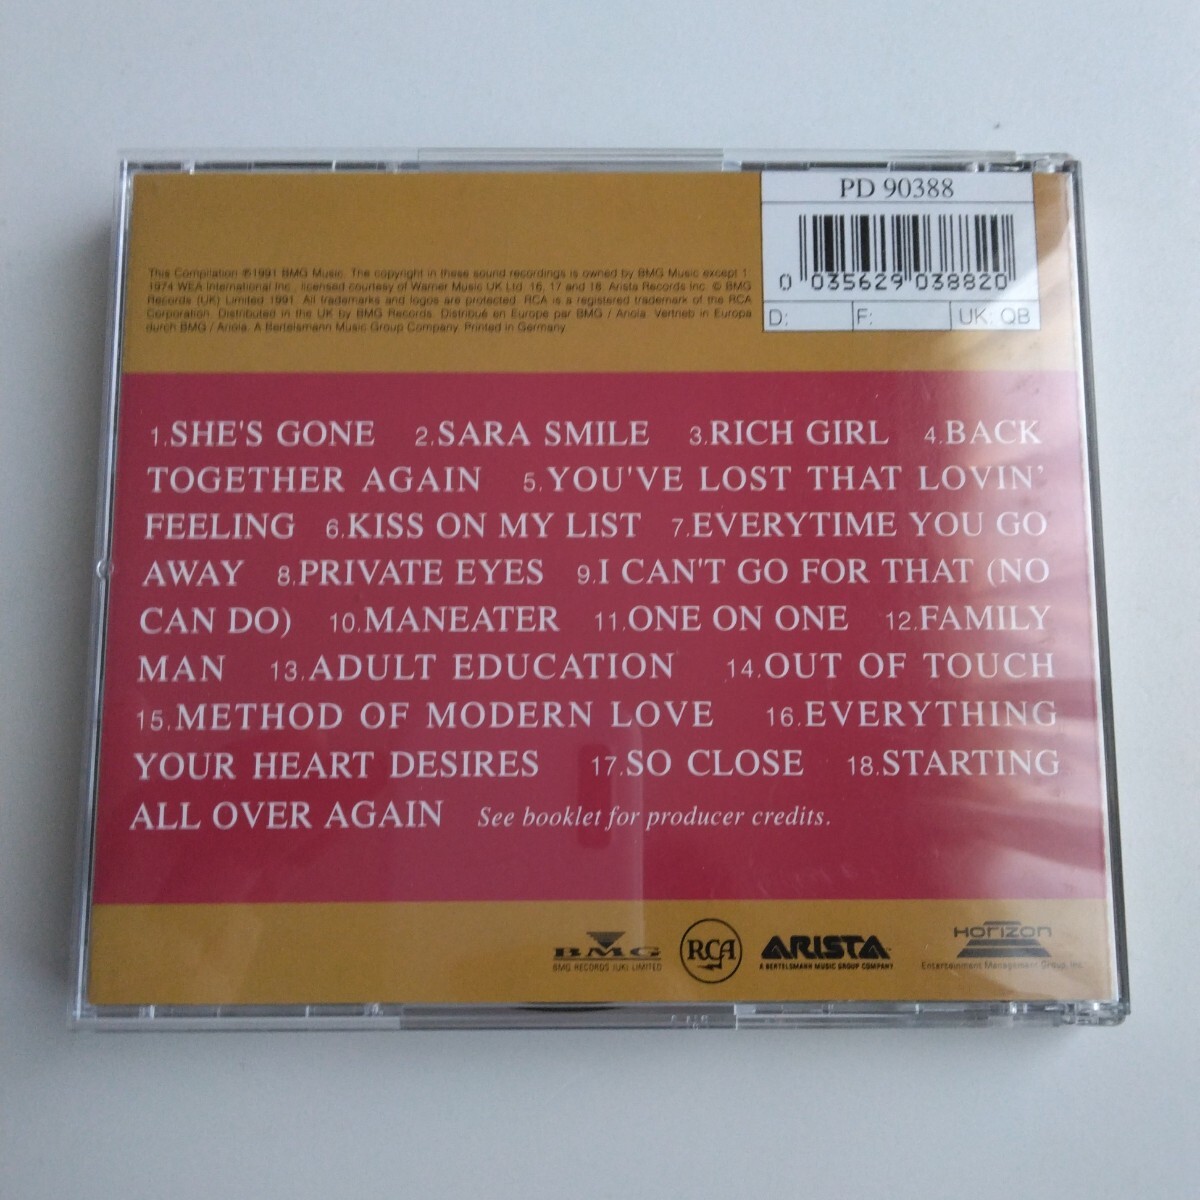 PD 90388
0 035629 038820
D: F: UK: QB
This Compilation ℗1991 BMG Music. The copyright in these sound recordings is owned by BMG Music except 1:
1974 WEA International Inc., licensed courtesy of Warner Music UK Ltd. 16, 17 and 18. Arista Records Inc. © BMG
Records (UK) Limited 1991. All trademarks and logos are protected. RCA is a registered trademark of the RCA
Corporation. Distributed in the UK by BMG Records. Distribué en Europe par BMG / Ariola. Vertrieb in Europa
durch BMG / Ariola. A Bertelsmann Music Group Company. Printed in Germany.
1.SHE'S GONE 2.SARA SMILE 3.RICH GIRL 4.BACK
TOGETHER AGAIN 5.YOU'VE LOST THAT LOVIN'
FEELING 6.KISS ON MY LIST 7.EVERYTIME YOU GO
AWAY 8.PRIVATE EYES 9.I CAN'T GO FOR THAT (NO
CAN DO) 10.MANEATER 11.ONE ON ONE 12.FAMILY
MAN 13.ADULT EDUCATION 14.OUT OF TOUCH
15.METHOD OF MODERN LOVE 16.EVERYTHING
YOUR HEART DESIRES 17.SO CLOSE 18.STARTING
ALL OVER AGAIN See booklet for producer credits.
BMG
BMG RECORDS (UK) LIMITED
RCA
ARISTA
A BERTELSMANN MUSIC GROUP COMPANY
Horizon
Entertainment Management Group, Inc.